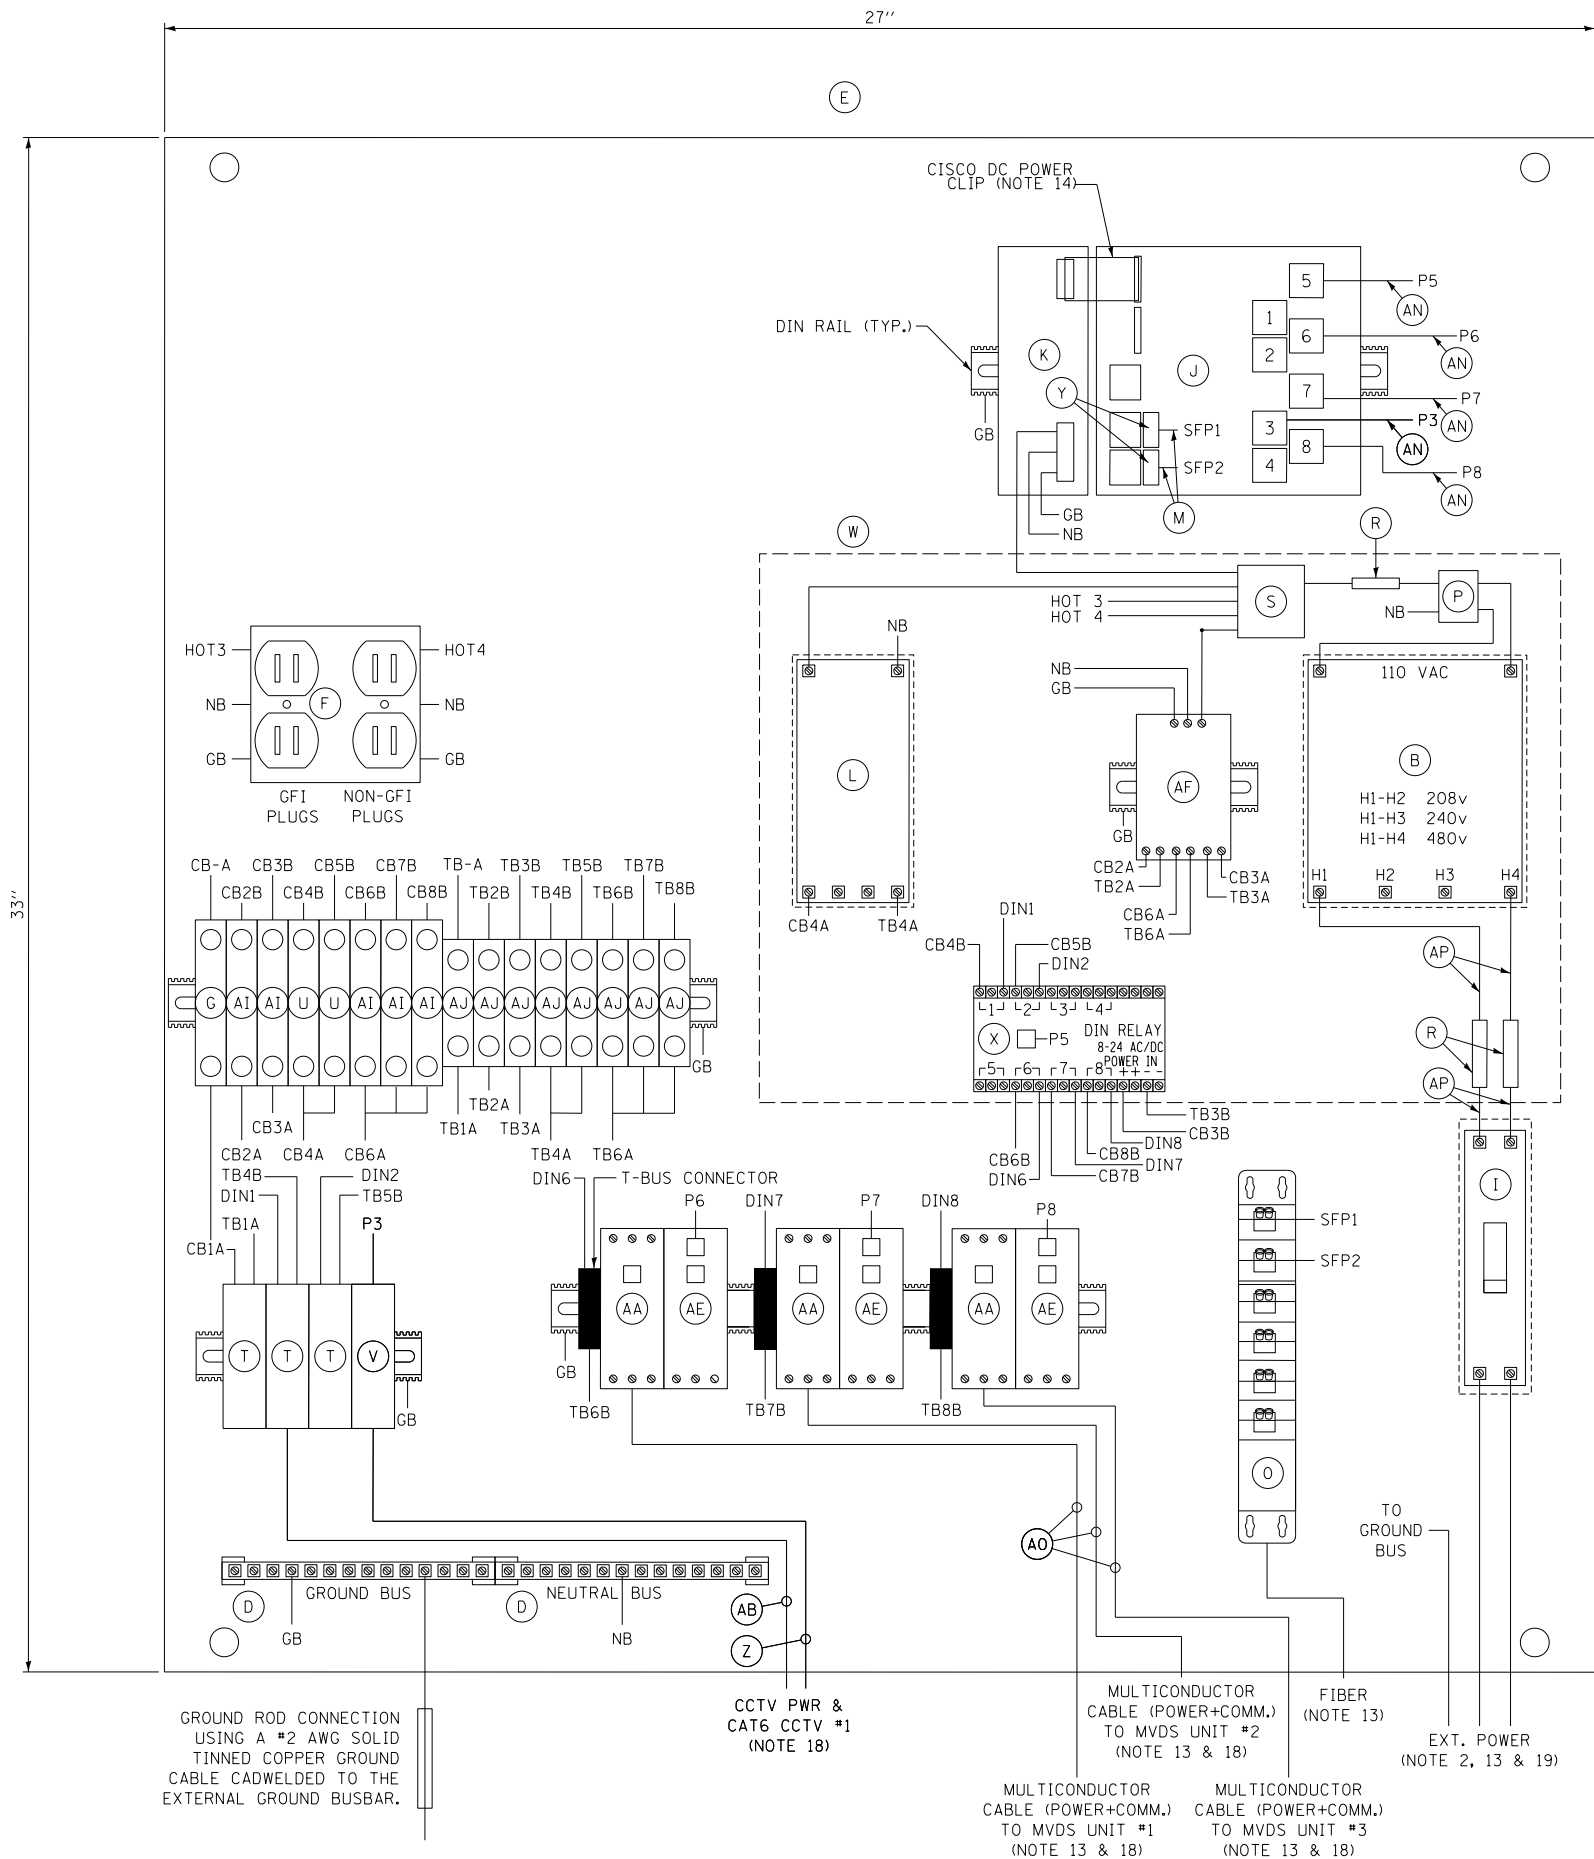 27''
E
33''
CISCO DC POWER
CLIP (NOTE 14)
DIN RAIL (TYP.)
GB
K
Y
J
SFP1
SFP2
M
GB
NB
1
2
3
4
5
6
7
8
P5
AN
P6
AN
P7
AN
P3
AN
P8
AN
W
R
HOT 3
HOT 4
S
NB
P
HOT3
NB
GB
F
HOT4
NB
GB
GFI
PLUGS
NON-GFI
PLUGS
NB
L
CB4A
TB4A
NB
GB
AF
GB
CB2A
TB2A
CB6A
TB6A
CB3A
TB3A
110 VAC
B
H1-H2 208v
H1-H3 240v
H1-H4 480v
H1
H2
H3
H4
CB-A
CB3B
CB5B
CB7B
TB-A
TB3B
TB5B
TB7B
CB2B
CB4B
CB6B
CB8B
TB2B
TB4B
TB6B
TB8B
G
AI
AI
U
U
AI
AI
AI
AJ
AJ
AJ
AJ
AJ
AJ
AJ
AJ
GB
CB3A
CB2A
CB4A
CB6A
TB1A
TB2A
TB3A
TB4A
TB6A
DIN1
CB4B
CB5B
DIN2
1
2
3
4
X
P5
DIN RELAY
8-24 AC/DC
POWER IN
5
6
7
8
++--
TB3B
CB3B
DIN8
CB8B
DIN7
CB7B
CB6B
DIN6
AP
R
AP
TB4B
DIN1
TB1A
CB1A
DIN2
TB5B
P3
T
T
T
V
GB
DIN6
T-BUS CONNECTOR
P6
DIN7
P7
DIN8
P8
AA
AE
AA
AE
AA
AE
GB
TB6B
TB7B
TB8B
SFP1
SFP2
O
I
AO
TO
GROUND
BUS
GROUND BUS
NEUTRAL BUS
D
D
GB
NB
AB
Z
GROUND ROD CONNECTION
USING A #2 AWG SOLID
TINNED COPPER GROUND
CABLE CADWELDED TO THE
EXTERNAL GROUND BUSBAR.
CCTV PWR &
CAT6 CCTV #1
(NOTE 18)
MULTICONDUCTOR
CABLE (POWER+COMM.)
TO MVDS UNIT #2
(NOTE 13 & 18)
FIBER
(NOTE 13)
EXT. POWER
(NOTE 2, 13 & 19)
MULTICONDUCTOR
CABLE (POWER+COMM.)
TO MVDS UNIT #1
(NOTE 13 & 18)
MULTICONDUCTOR
CABLE (POWER+COMM.)
TO MVDS UNIT #3
(NOTE 13 & 18)